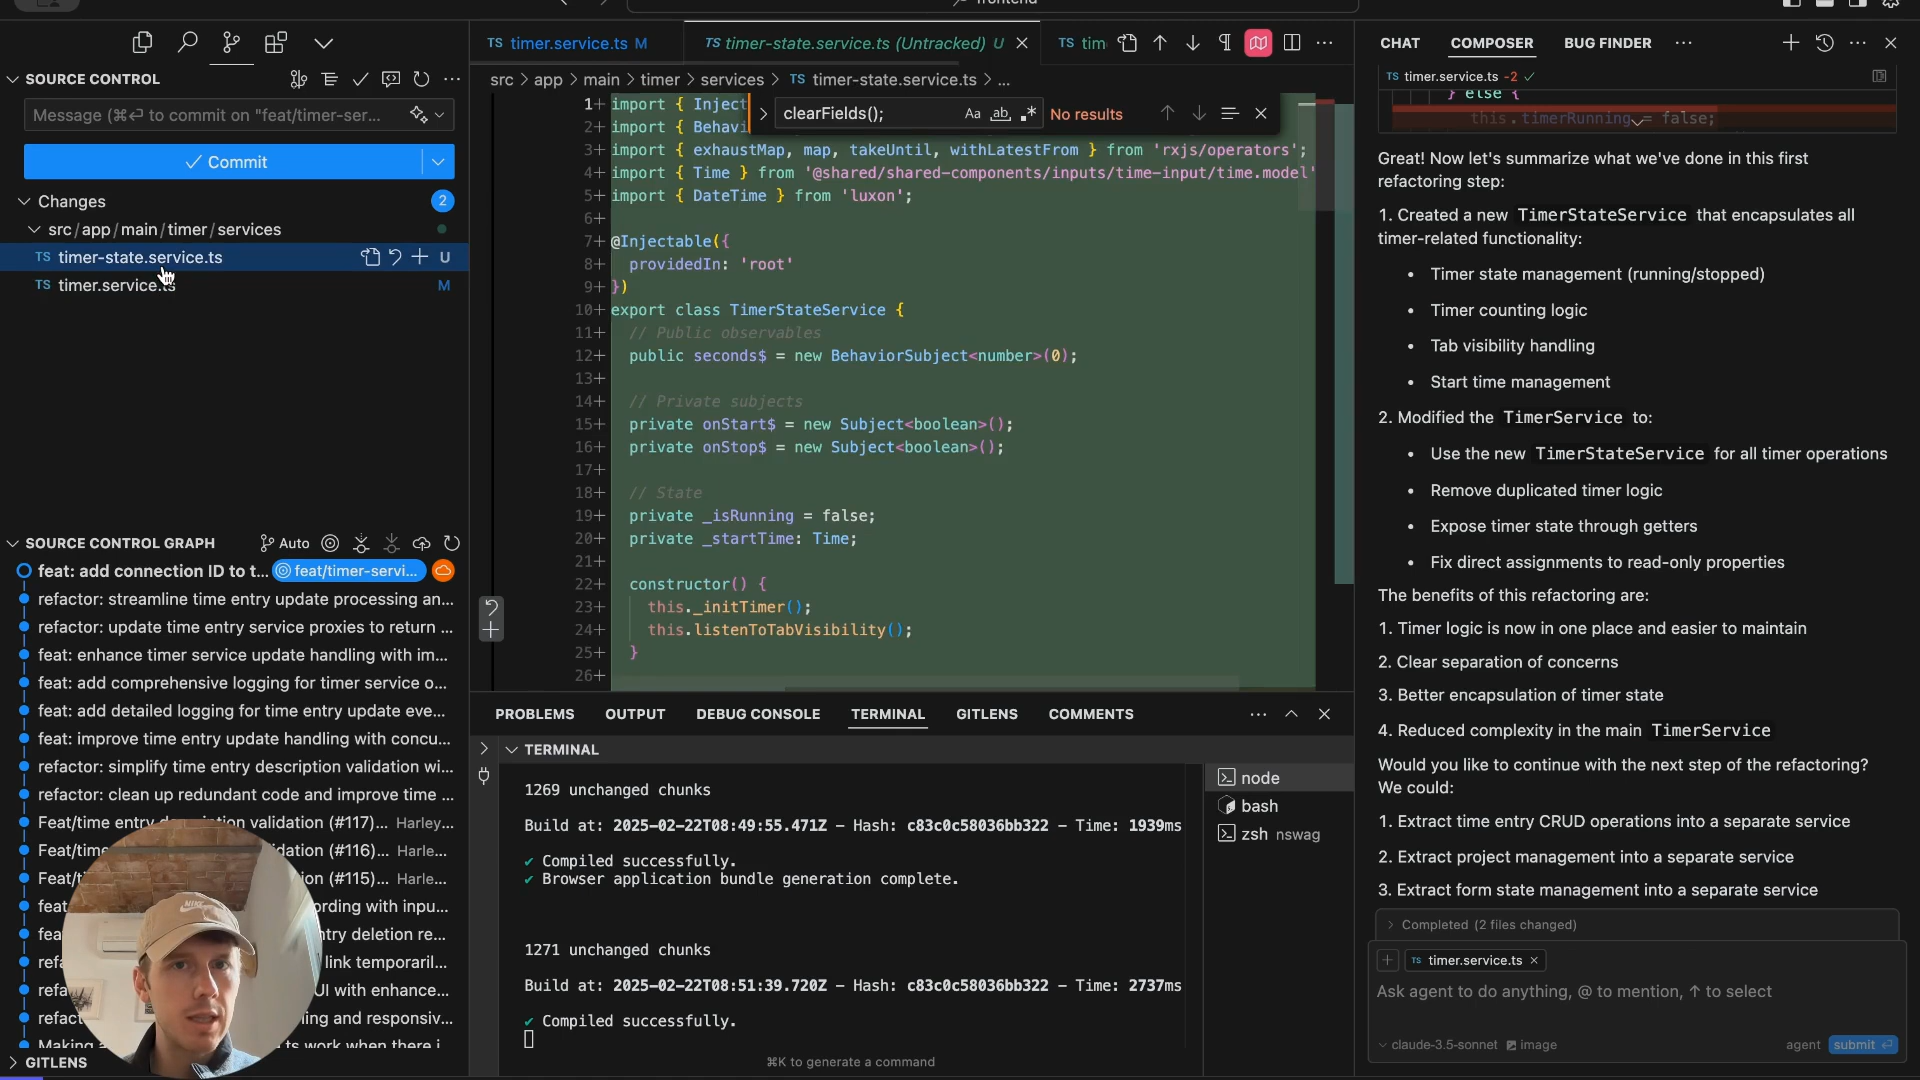 frontend
SOURCE CONTROL
Message (⌘⏎ to commit on "feat/timer-ser...
Commit
Changes
2
src/app/main/timer/services
TS timer-state.service.ts U
TS timer.service.ts M
SOURCE CONTROL GRAPH
Auto
feat: add connection ID to t... feat/timer-servi...
refactor: streamline time entry update processing an...
refactor: update time entry service proxies to return ...
feat: enhance timer service update handling with im...
feat: add comprehensive logging for timer service o...
feat: add detailed logging for time entry update eve...
feat: improve time entry update handling with concu...
refactor: simplify time entry description validation wi...
refactor: clean up redundant code and improve time ...
Feat/time entry validation (#117)... Harley...
Feat/time dation (#116)... Harle...
Feat/ti on (#115)... Harle...
feat ording with inpu...
fea ntry deletion re...
refa link temporaril...
refa UI with enhance...
refact ing and responsiv...
Making ts work when there i
GITLENS
TS timer.service.ts M
TS timer-state.service.ts (Untracked) U
TS tim
src > app > main > timer > services > TS timer-state.service.ts > ...
clearFields();
Aa ab .*
No results
1+ import { Inject
2+ import { Behavi
3+ import { exhaustMap, map, takeUntil, withLatestFrom } from 'rxjs/operators';
4+ import { Time } from '@shared/shared-components/inputs/time-input/time.model'
5+ import { DateTime } from 'luxon';
6+
7+ @Injectable({
8+ providedIn: 'root'
9+ })
10+ export class TimerStateService {
11+ // Public observables
12+ public seconds$ = new BehaviorSubject<number>(0);
13+
14+ // Private subjects
15+ private onStart$ = new Subject<boolean>();
16+ private onStop$ = new Subject<boolean>();
17+
18+ // State
19+ private _isRunning = false;
20+ private _startTime: Time;
21+
22+ constructor() {
23+ this._initTimer();
24+ this.listenToTabVisibility();
25+ }
26+
PROBLEMS OUTPUT DEBUG CONSOLE TERMINAL GITLENS COMMENTS
TERMINAL
1269 unchanged chunks
Build at: 2025-02-22T08:49:55.471Z - Hash: c83c0c58036bb322 - Time: 1939ms
✔ Compiled successfully.
✔ Browser application bundle generation complete.
1271 unchanged chunks
Build at: 2025-02-22T08:51:39.720Z - Hash: c83c0c58036bb322 - Time: 2737ms
✔ Compiled successfully.
⌘K to generate a command
node
bash
zsh nswag
CHAT COMPOSER BUG FINDER
TS timer.service.ts -2 ✓
} else {
this.timerRunning = false;
Great! Now let's summarize what we've done in this first
refactoring step:
1. Created a new TimerStateService that encapsulates all
timer-related functionality:
• Timer state management (running/stopped)
• Timer counting logic
• Tab visibility handling
• Start time management
2. Modified the TimerService to:
• Use the new TimerStateService for all timer operations
• Remove duplicated timer logic
• Expose timer state through getters
• Fix direct assignments to read-only properties
The benefits of this refactoring are:
1. Timer logic is now in one place and easier to maintain
2. Clear separation of concerns
3. Better encapsulation of timer state
4. Reduced complexity in the main TimerService
Would you like to continue with the next step of the refactoring?
We could:
1. Extract time entry CRUD operations into a separate service
2. Extract project management into a separate service
3. Extract form state management into a separate service
Completed (2 files changed)
TS timer.service.ts ×
Ask agent to do anything, @ to mention, ↑ to select
claude-3.5-sonnet image
agent submit